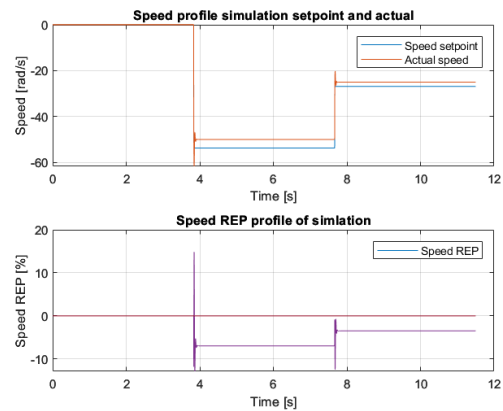 Speed profile simulation setpoint and actual
0
-20
-40
-60
Speed [rad/s]
Speed setpoint
Actual speed
0 2 4 6 8 10 12
Time [s]
Speed REP profile of simlation
20
10
0
-10
Speed REP [%]
Speed REP
0 2 4 6 8 10 12
Time [s]